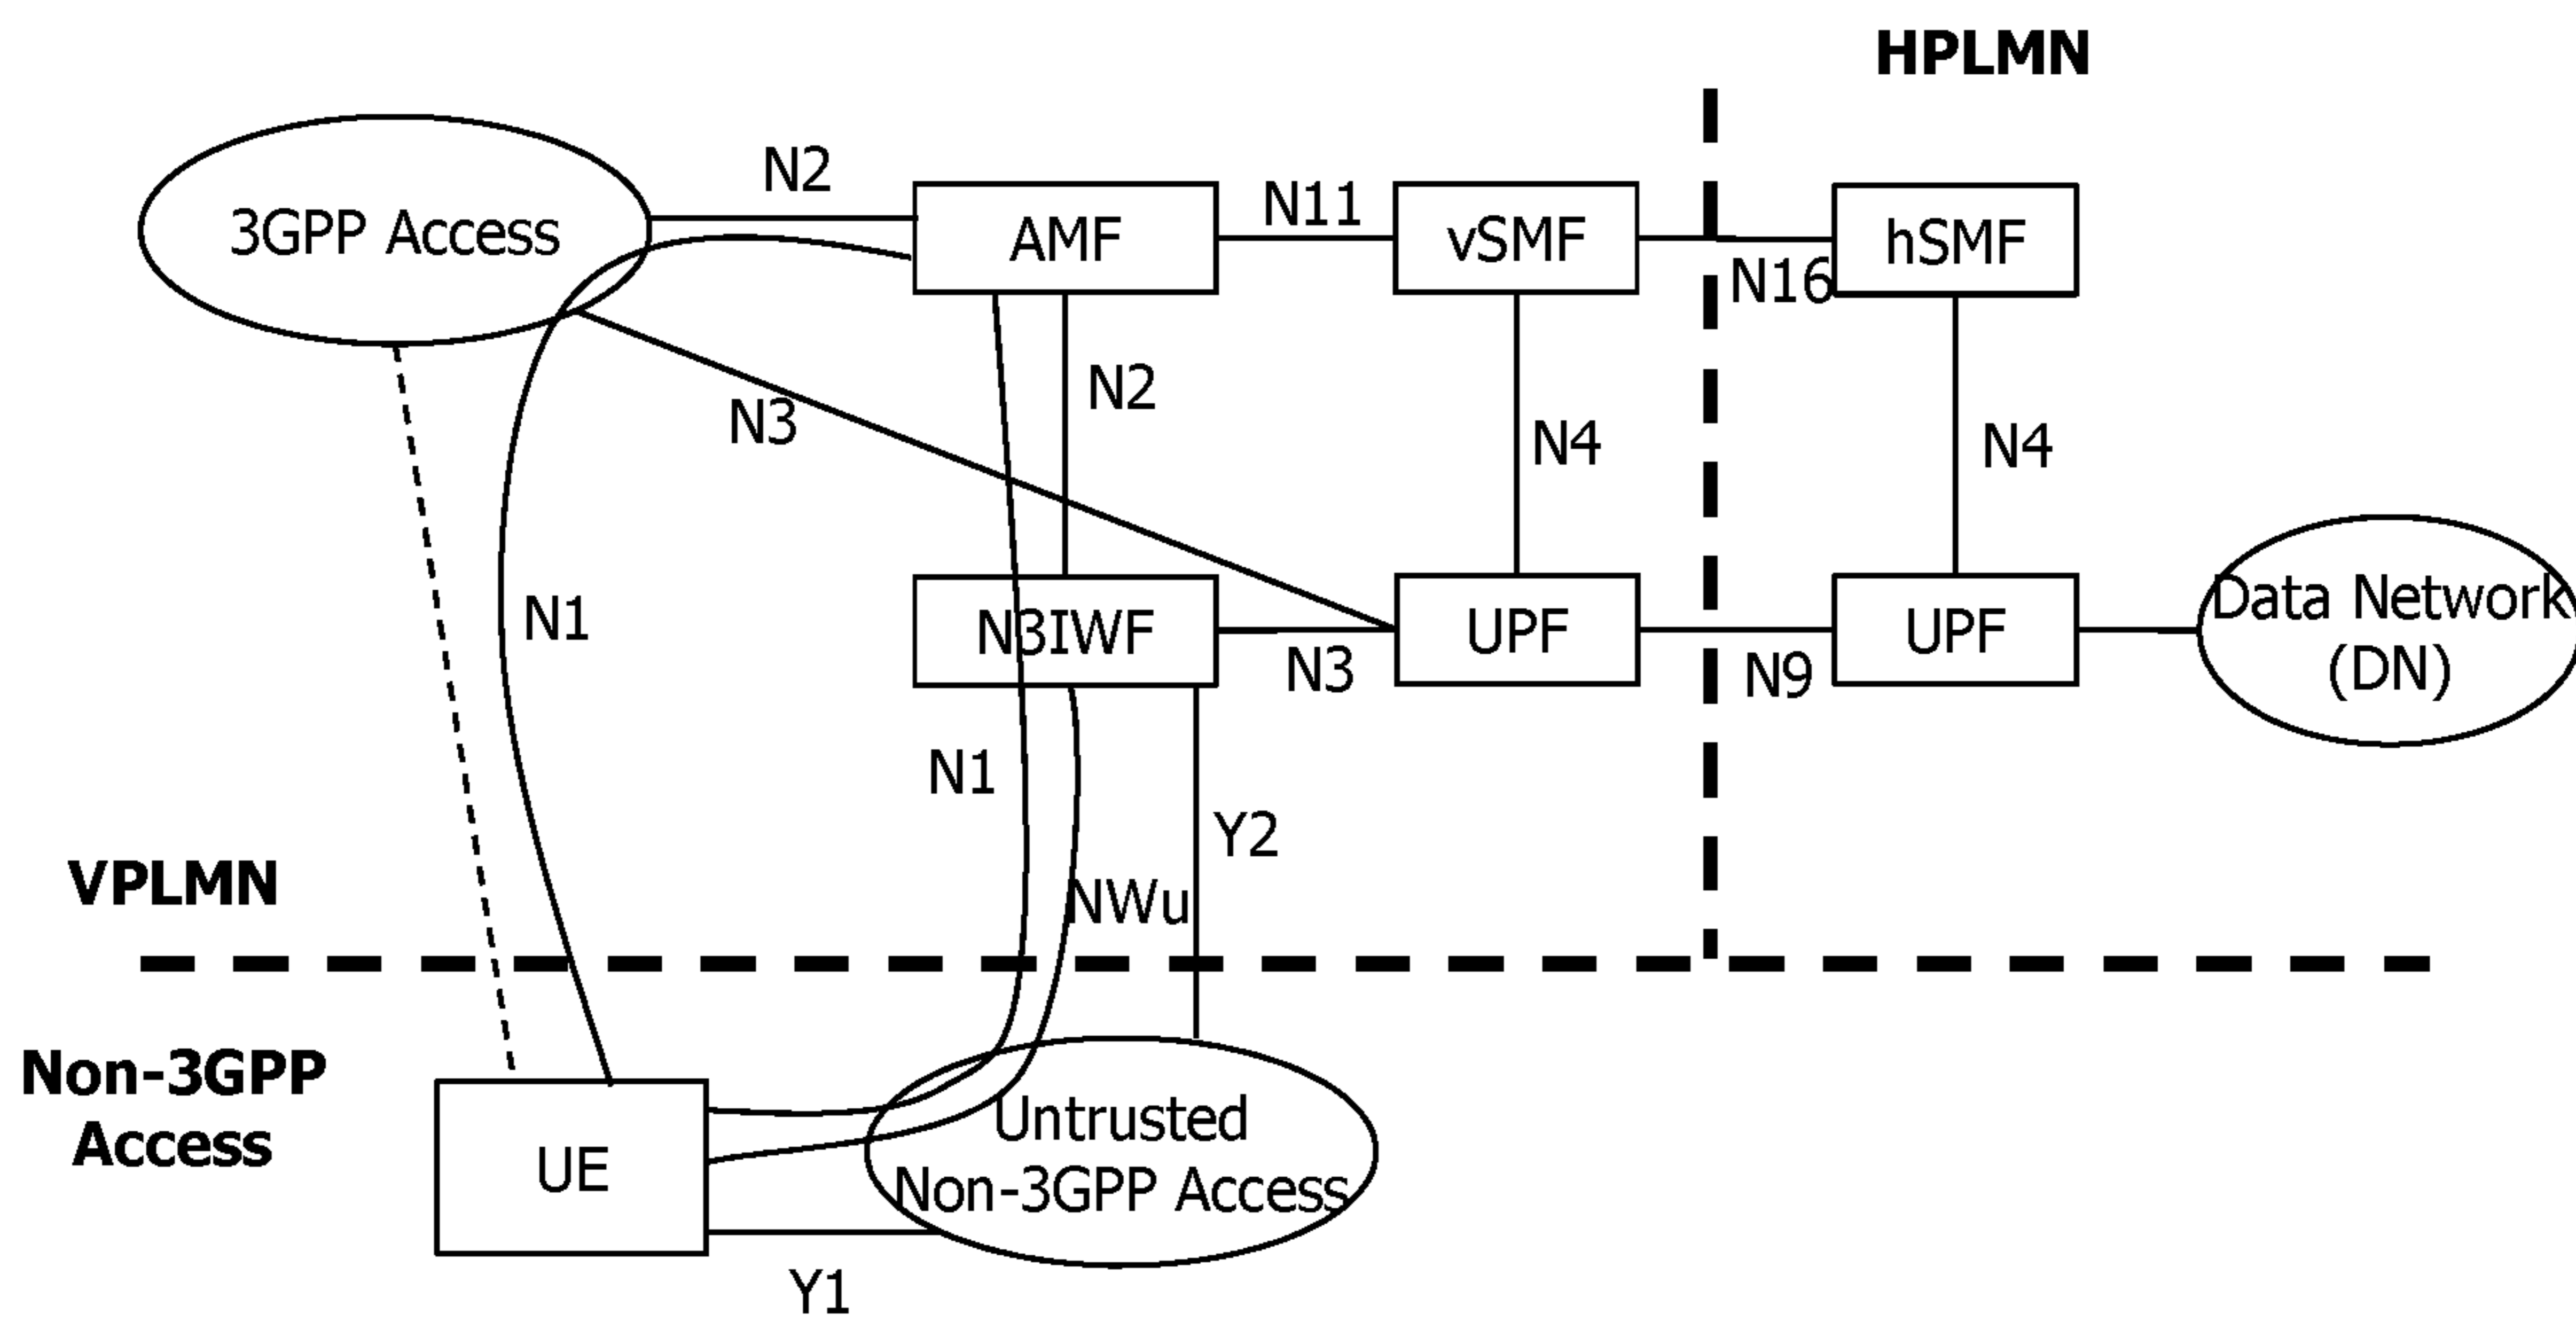 HPLMN
N2
3GPP Access
AMF
N11
vSMF
hSMF
N16
N2
N3
N4
N4
N1
N3IWF
N3
UPF
N9
UPF
Data Network
(DN)
N1
Y2
NWu
VPLMN
Non-3GPP
Access
UE
Untrusted
Non-3GPP Access
Y1